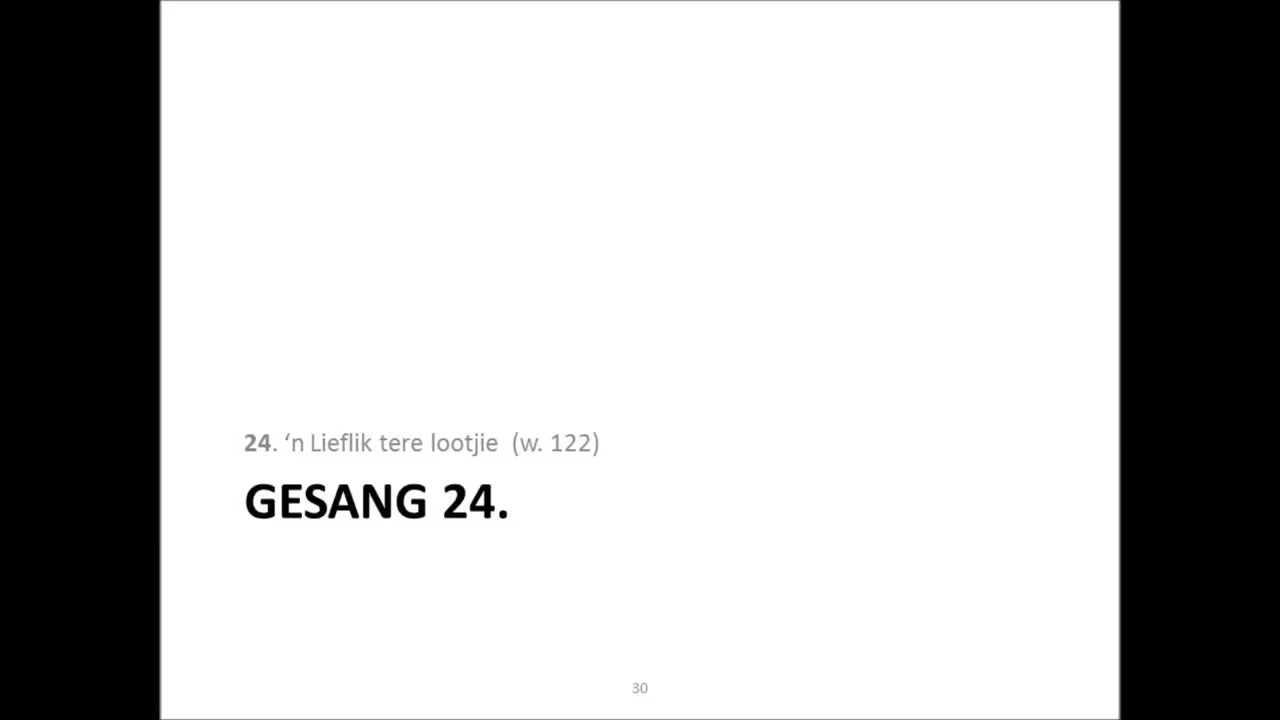 24. ‘n Lieflik tere lootjie (w. 122)
GESANG 24.
30